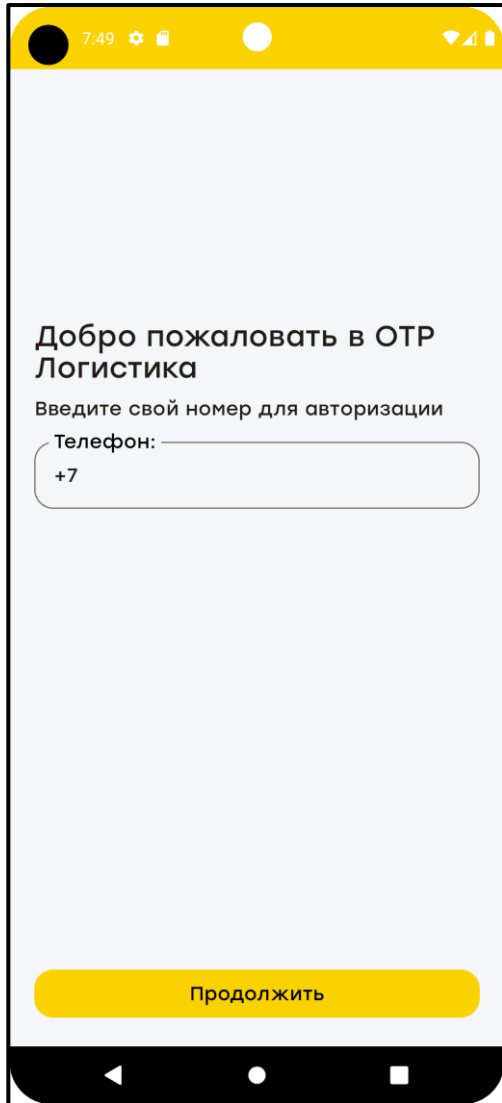 7:49
Добро пожаловать в ОТР
Логистика
Введите свой номер для авторизации
Телефон:
+7
Продолжить